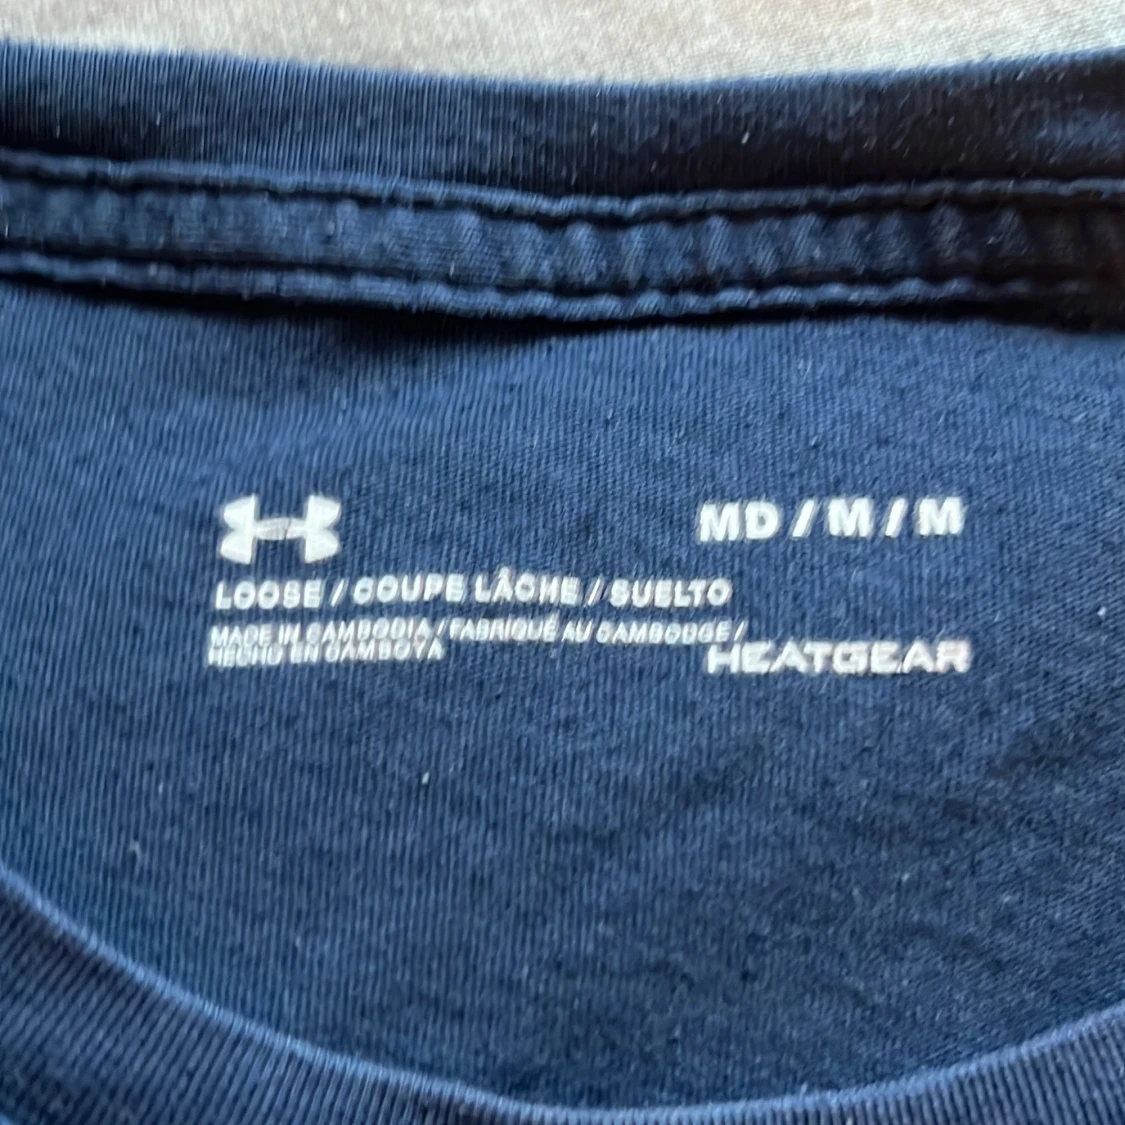 MD / M / M
LOOSE / COUPE LÂCHE / SUELTO
MADE IN CAMBODIA / FABRIQUÉ AU CAMBODGE /
HECHO EN CAMBOYA
HEATGEAR